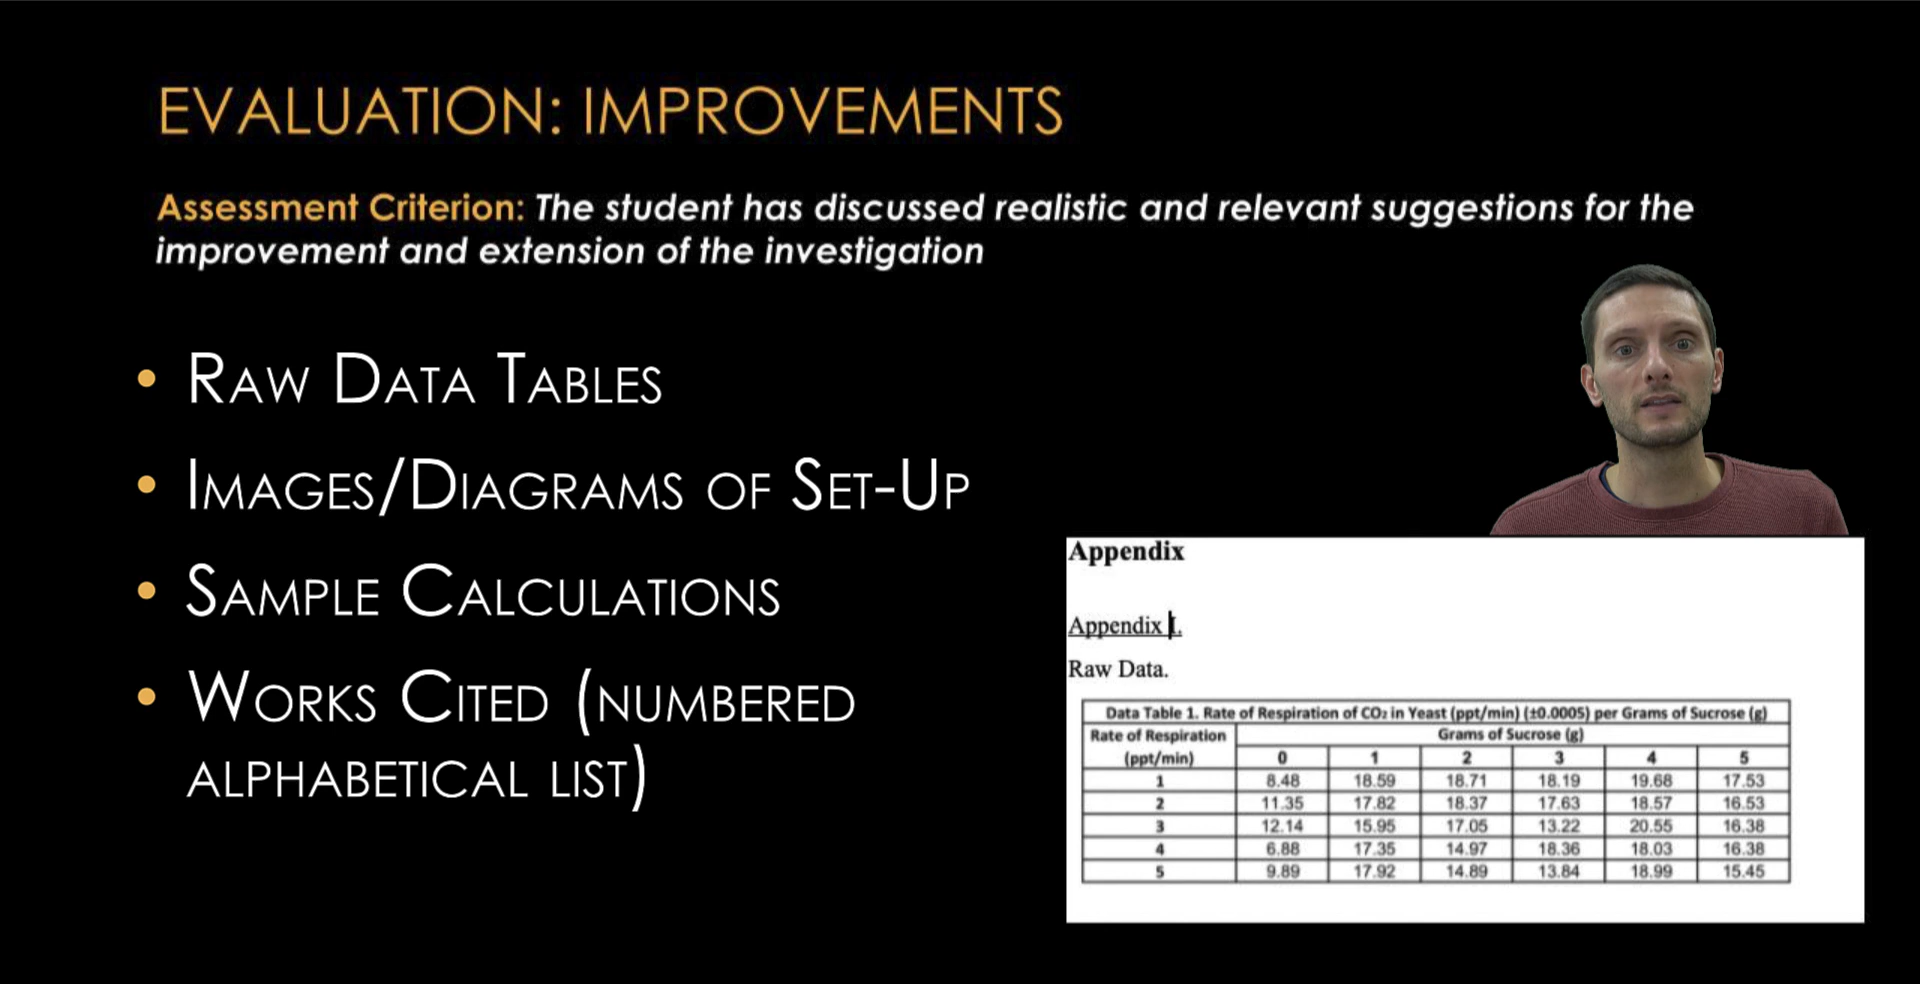 EVALUATION: IMPROVEMENTS
Assessment Criterion: The student has discussed realistic and relevant suggestions for the
improvement and extension of the investigation
• RAW DATA TABLES
• IMAGES/DIAGRAMS OF SET-UP
• SAMPLE CALCULATIONS
• WORKS CITED (NUMBERED
ALPHABETICAL LIST)
Appendix
Appendix I.
Raw Data.
Data Table 1. Rate of Respiration of CO₂ in Yeast (ppt/min) (±0.0005) per Grams of Sucrose (g)
Rate of Respiration (ppt/min) Grams of Sucrose (g)
0 1 2 3 4 5
1 8.48 18.59 18.71 18.19 19.68 17.53
2 11.35 17.82 18.37 17.63 18.57 16.53
3 12.14 15.95 17.05 13.22 20.55 16.38
4 6.88 17.35 14.97 18.36 18.03 16.38
5 9.89 17.92 14.89 13.84 18.99 15.45